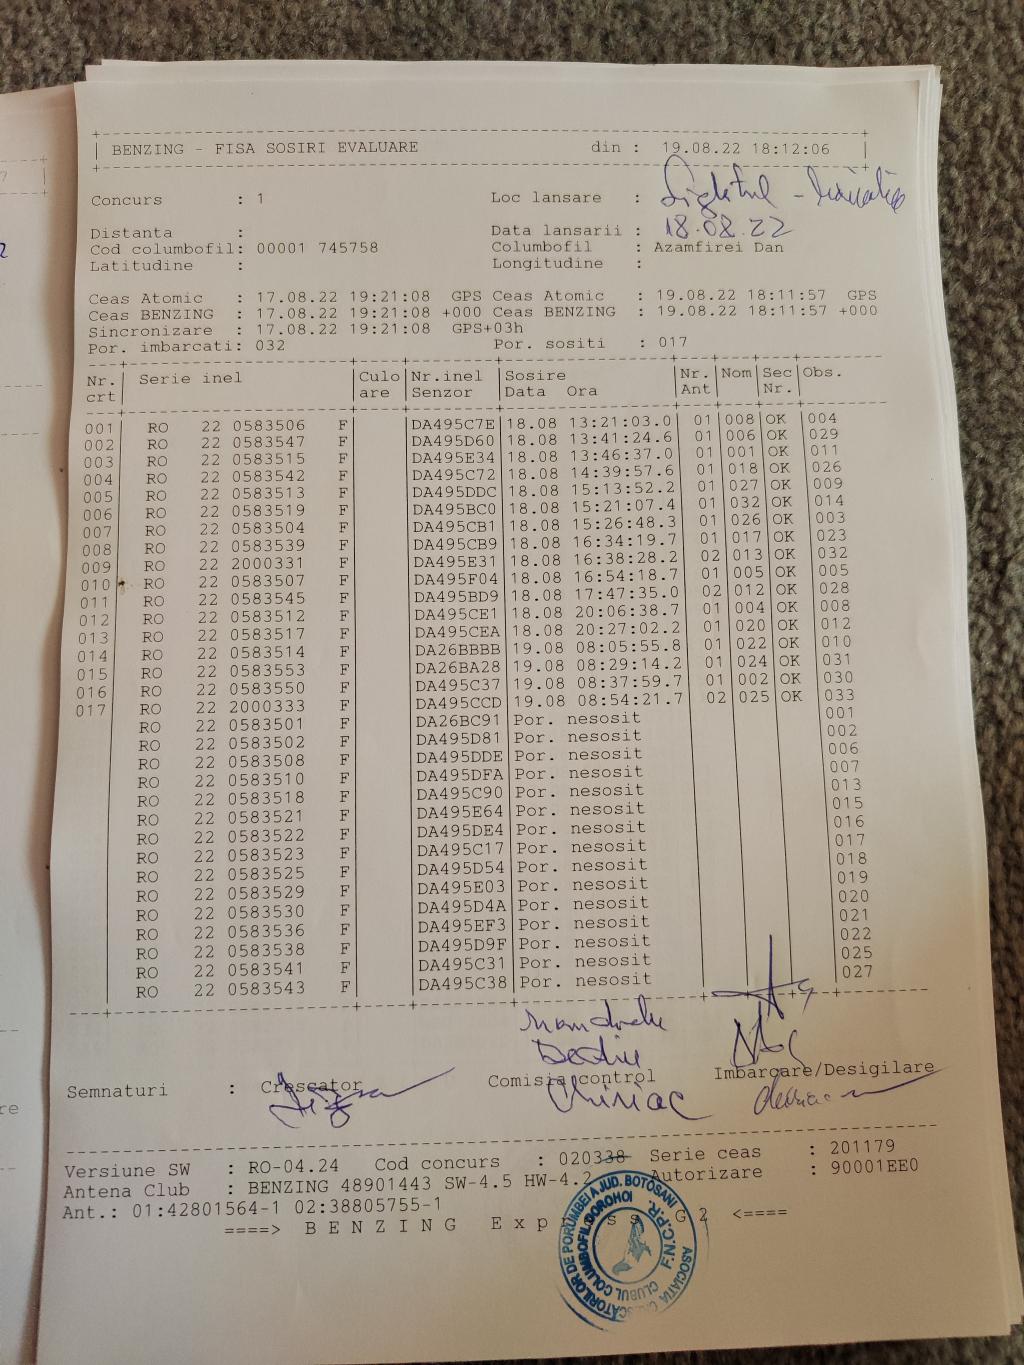 BENZING - FISA SOSIRI EVALUARE din : 19.08.22 18:12:06
Concurs : 1 Loc lansare :
Distanta : Data lansarii : 18.08.22
Cod columbofil: 00001 745758 Columbofil : Azamfirei Dan
Latitudine : Longitudine :
Ceas Atomic : 17.08.22 19:21:08 GPS Ceas Atomic : 19.08.22 18:11:57 GPS
Ceas BENZING : 17.08.22 19:21:08 +000 Ceas BENZING : 19.08.22 18:11:57 +000
Sincronizare : 17.08.22 19:21:08 GPS+03h
Por. imbarcati: 032 Por. sositi : 017
Nr. Serie inel Culo Nr.inel Sosire Nr. Nom Sec Obs.
crt are Senzor Data Ora Ant Nr.
001 RO 22 0583506 F DA495C7E 18.08 13:21:03.0 01 008 OK 004
002 RO 22 0583547 F DA495D60 18.08 13:41:24.6 01 006 OK 029
003 RO 22 0583515 F DA495E34 18.08 13:46:37.0 01 001 OK 011
004 RO 22 0583542 F DA495C72 18.08 14:39:57.6 01 018 OK 026
005 RO 22 0583513 F DA495DDC 18.08 15:13:52.2 01 027 OK 009
006 RO 22 0583519 F DA495BC0 18.08 15:21:07.4 01 032 OK 014
007 RO 22 0583504 F DA495CB1 18.08 15:26:48.3 01 026 OK 003
008 RO 22 0583539 F DA495CB9 18.08 16:34:19.7 01 017 OK 023
009 RO 22 2000331 F DA495E31 18.08 16:38:28.2 02 013 OK 032
010 RO 22 0583507 F DA495F04 18.08 16:54:18.7 01 005 OK 005
011 RO 22 0583545 F DA495BD9 18.08 17:47:35.0 02 012 OK 028
012 RO 22 0583512 F DA495CE1 18.08 20:06:38.7 01 004 OK 008
013 RO 22 0583517 F DA495CEA 18.08 20:27:02.2 01 020 OK 012
014 RO 22 0583514 F DA26BBBB 19.08 08:05:55.8 01 022 OK 010
015 RO 22 0583553 F DA26BA28 19.08 08:29:14.2 01 024 OK 031
016 RO 22 0583550 F DA495C37 19.08 08:37:59.7 01 002 OK 030
017 RO 22 2000333 F DA495CCD 19.08 08:54:21.7 02 025 OK 033
RO 22 0583501 F DA26BC91 Por. nesosit 001
RO 22 0583502 F DA495D81 Por. nesosit 002
RO 22 0583508 F DA495DDE Por. nesosit 006
RO 22 0583510 F DA495DFA Por. nesosit 007
RO 22 0583518 F DA495C90 Por. nesosit 013
RO 22 0583521 F DA495E64 Por. nesosit 015
RO 22 0583522 F DA495DE4 Por. nesosit 016
RO 22 0583523 F DA495C17 Por. nesosit 017
RO 22 0583525 F DA495D54 Por. nesosit 018
RO 22 0583529 F DA495E03 Por. nesosit 019
RO 22 0583530 F DA495D4A Por. nesosit 020
RO 22 0583536 F DA495EF3 Por. nesosit 021
RO 22 0583538 F DA495D9F Por. nesosit 022
RO 22 0583541 F DA495C31 Por. nesosit 025
RO 22 0583543 F DA495C38 Por. nesosit 027
Semnaturi : Crescator Comisia control Imbarcare/Desigilare
Chiriac
Versiune SW : RO-04.24 Cod concurs : 020338 Serie ceas : 201179
Antena Club : BENZING 48901443 SW-4.5 HW-4.2 Autorizare : 90001EE0
Ant.: 01:42801564-1 02:38805755-1
====> BENZING G2 <====
ASOCIATIA CRESCĂTORILOR DE PORUMBEI A JUD. BOTOȘANI
CLUBUL COLUMBOFIL DOROHOI
F.N.C.P.R.